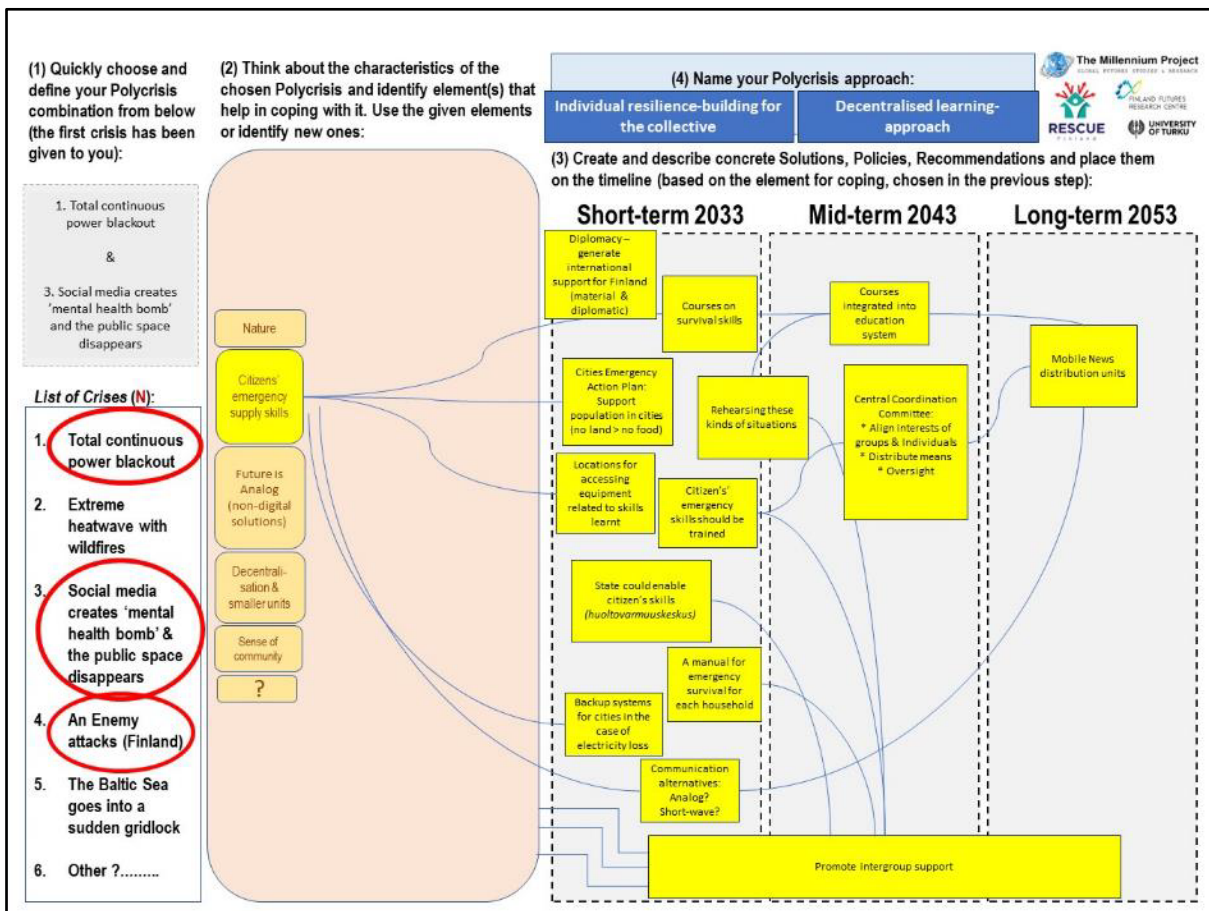 (1) Quickly choose and
define your Polycrisis
combination from below
(the first crisis has been
given to you):
1. Total continuous
power blackout
&
3. Social media creates
'mental health bomb'
and the public space
disappears
List of Crises (N):
1. Total continuous
power blackout
2. Extreme
heatwave with
wildfires
3. Social media
creates 'mental
health bomb' &
the public space
disappears
4. An Enemy
attacks (Finland)
5. The Baltic Sea
goes into a
sudden gridlock
6. Other ?.........
(2) Think about the characteristics of the
chosen Polycrisis and identify element(s) that
help in coping with it. Use the given elements
or identify new ones:
Nature
Citizens'
emergency
supply skills
Future is
Analog
(non-digital
solutions)
Decentrali-
sation &
smaller units
Sense of
community
?
(4) Name your Polycrisis approach:
Individual resilience-building for
the collective
Decentralised learning-
approach
The Millennium Project
GLOBAL FUTURES STUDIES & RESEARCH
RESCUE
FINLAND
FINLAND FUTURES
RESEARCH CENTRE
UNIVERSITY
OF TURKU
(3) Create and describe concrete Solutions, Policies, Recommendations and place them
on the timeline (based on the element for coping, chosen in the previous step):
Short-term 2033
Mid-term 2043
Long-term 2053
Diplomacy –
generate
international
support for Finland
(material &
diplomatic)
Courses on
survival skills
Courses
integrated into
education
system
Mobile News
distribution units
Cities Emergency
Action Plan:
Support
population in cities
(no land > no food)
Rehearsing these
kinds of situations
Central Coordination
Committee:
* Align Interests of
groups & Individuals
* Distribute means
* Oversight
Locations for
accessing
equipment
related to skills
learnt
Citizen's'
emergency
skills should be
trained
State could enable
citizen's skills
(huoltovarmuuskeskus)
A manual for
emergency
survival for
each household
Backup systems
for cities in the
case of
electricity loss
Communication
alternatives:
Analog?
Short-wave?
Promote Intergroup support